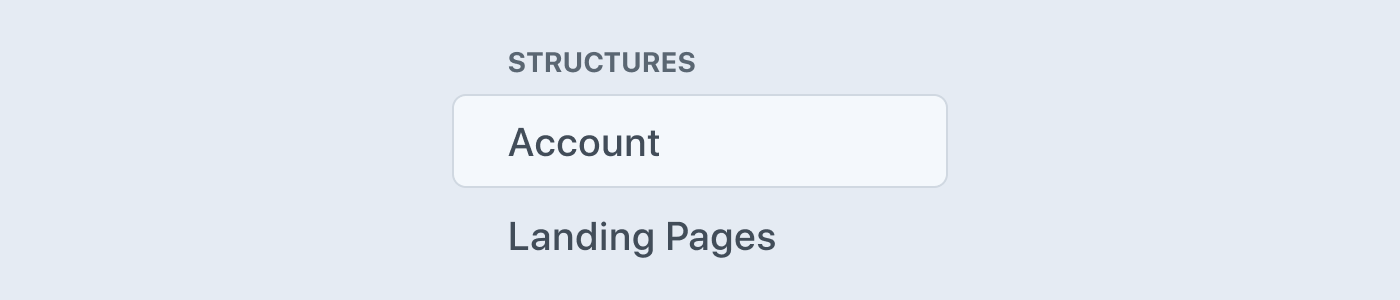 STRUCTURES
Account
Landing Pages